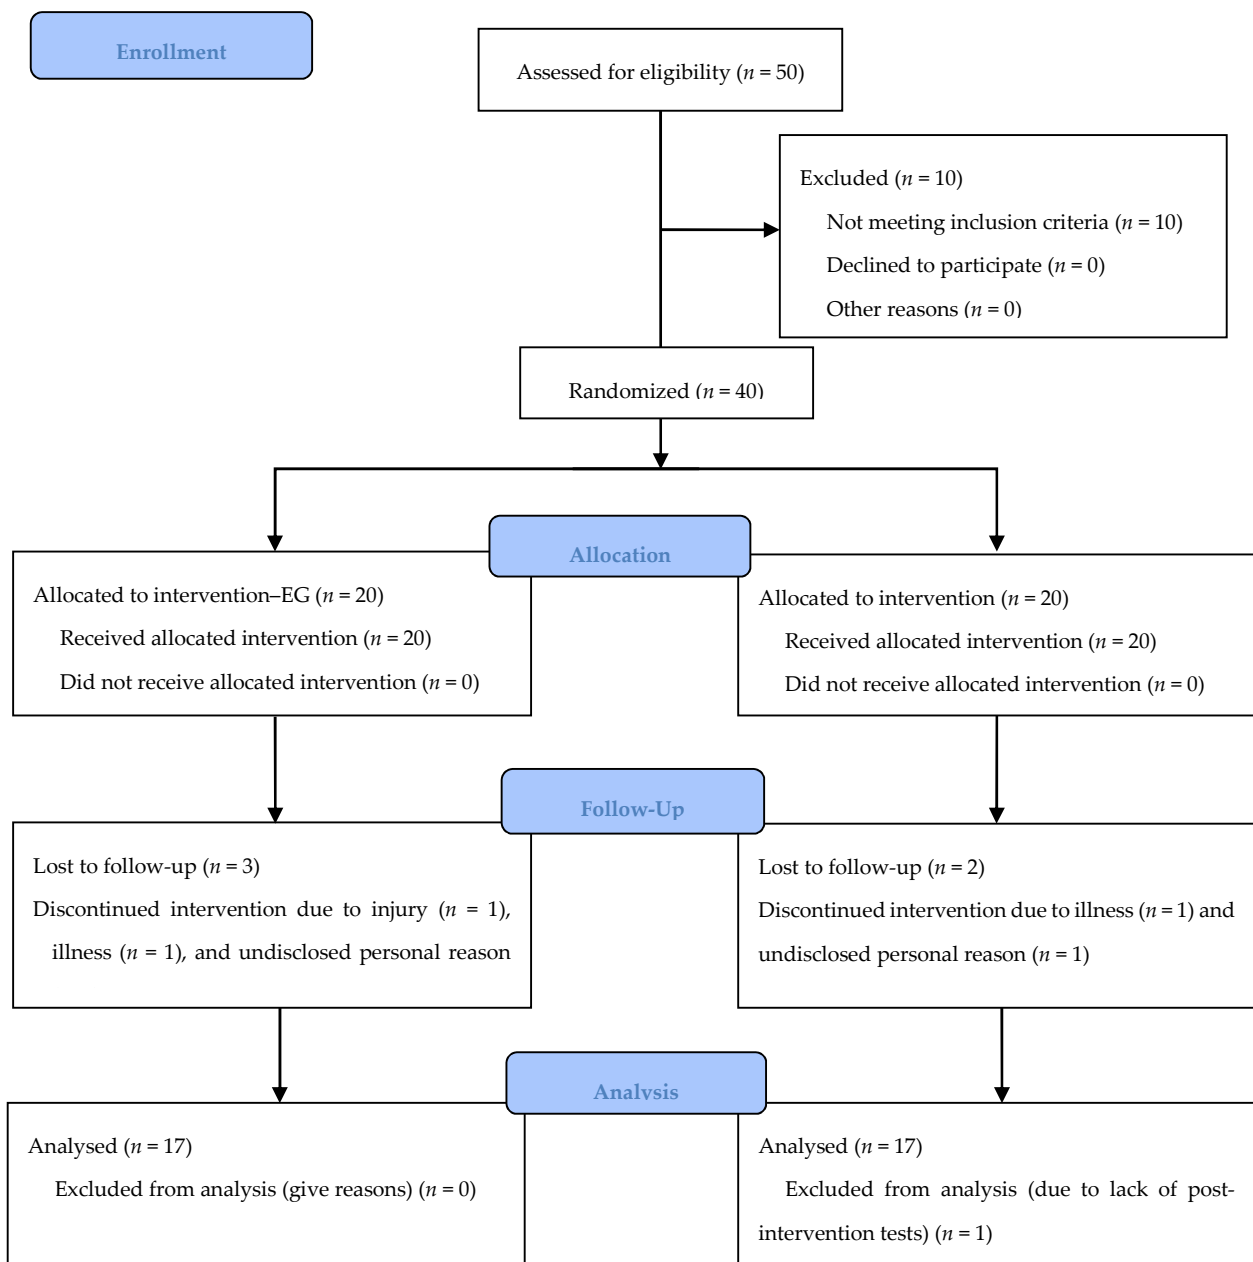 Enrollment
Assessed for eligibility (n = 50)
Excluded (n = 10)
Not meeting inclusion criteria (n = 10)
Declined to participate (n = 0)
Other reasons (n = 0)
Randomized (n = 40)
Allocation
Allocated to intervention–EG (n = 20)
Received allocated intervention (n = 20)
Did not receive allocated intervention (n = 0)
Allocated to intervention (n = 20)
Received allocated intervention (n = 20)
Did not receive allocated intervention (n = 0)
Follow-Up
Lost to follow-up (n = 3)
Discontinued intervention due to injury (n = 1),
illness (n = 1), and undisclosed personal reason
Lost to follow-up (n = 2)
Discontinued intervention due to illness (n = 1) and
undisclosed personal reason (n = 1)
Analysis
Analysed (n = 17)
Excluded from analysis (give reasons) (n = 0)
Analysed (n = 17)
Excluded from analysis (due to lack of post-
intervention tests) (n = 1)